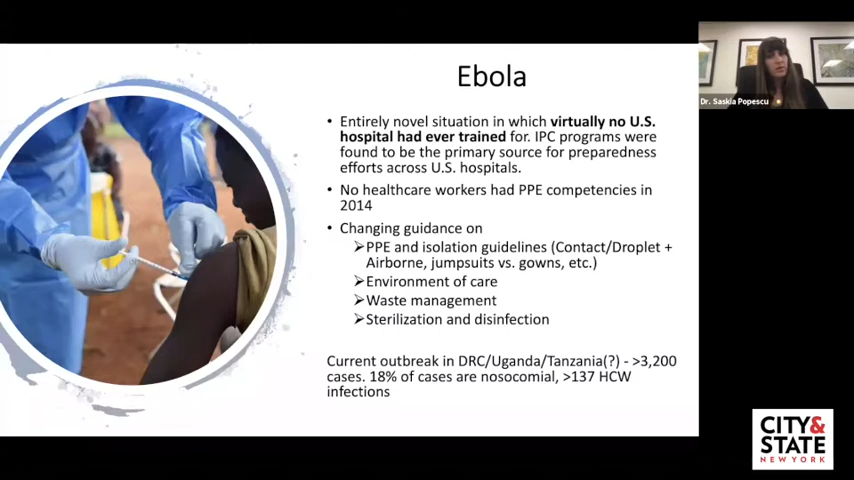 Ebola
• Entirely novel situation in which virtually no U.S.
hospital had ever trained for. IPC programs were
found to be the primary source for preparedness
efforts across U.S. hospitals.
• No healthcare workers had PPE competencies in
2014
• Changing guidance on
➢PPE and isolation guidelines (Contact/Droplet +
Airborne, jumpsuits vs. gowns, etc.)
➢Environment of care
➢Waste management
➢Sterilization and disinfection
Current outbreak in DRC/Uganda/Tanzania(?) - >3,200
cases. 18% of cases are nosocomial, >137 HCW
infections
Dr. Saskia Popescu
CITY&
STATE
NEW YORK